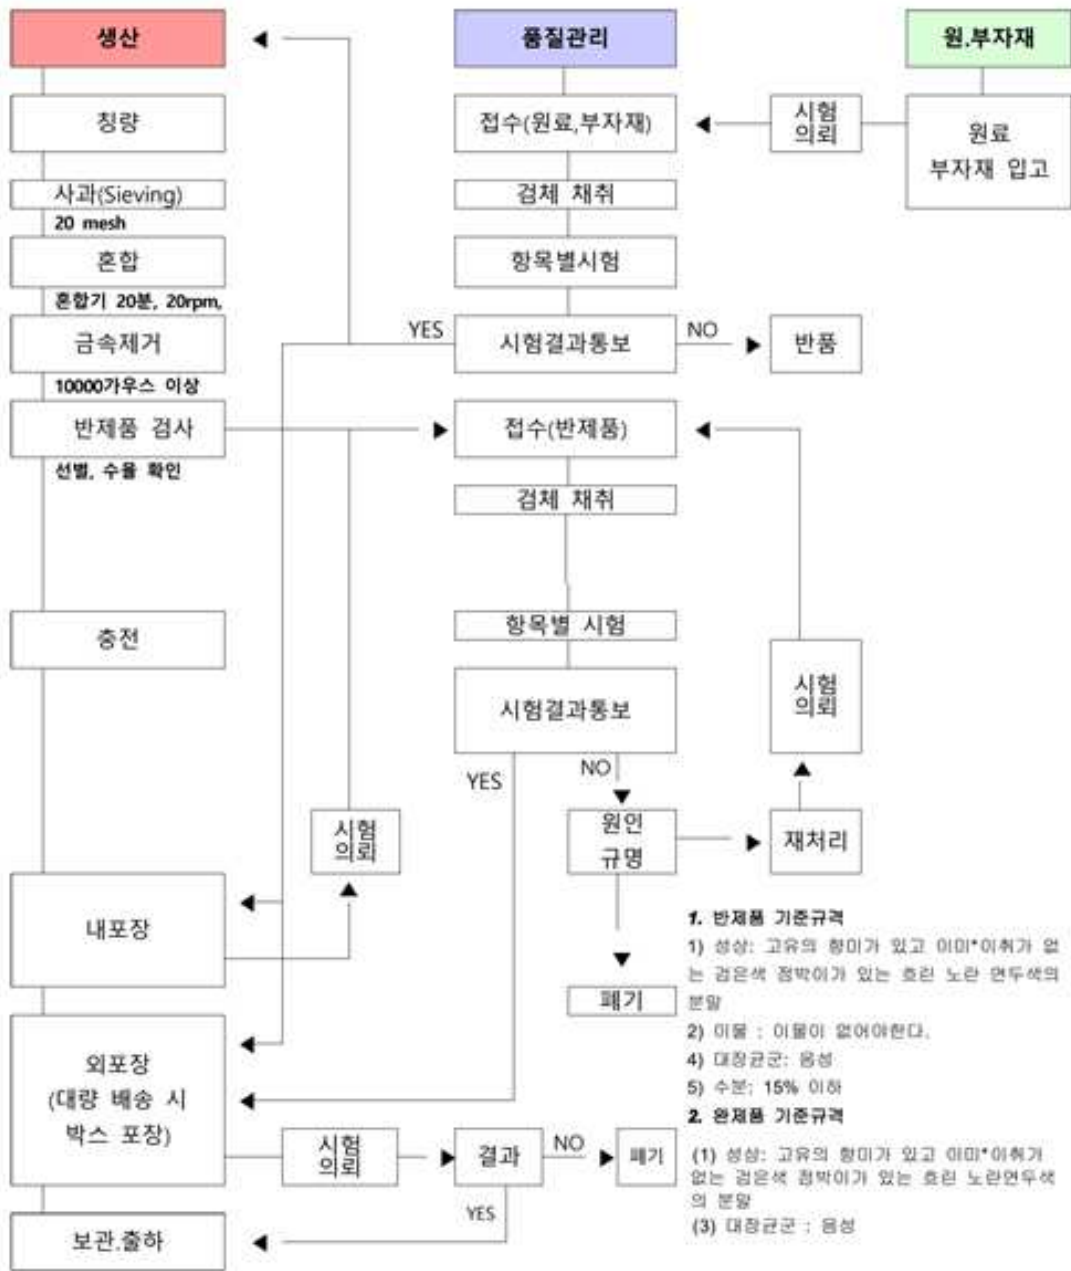 생산
품질관리
원.부자재
칭량
접수(원료,부자재)
시험
의뢰
원료
부자재 입고
사과(Sieving)
20 mesh
검체 채취
혼합
혼합기 20분, 20rpm,
항목별시험
금속제거
10000가우스 이상
YES
시험결과통보
NO
반품
반제품 검사
선별, 수율 확인
접수(반제품)
검체 채취
충전
항목별 시험
시험결과통보
시험
의뢰
YES
NO
시험
의뢰
원인
규명
재처리
내포장
폐기
1. 반제품 기준규격
1) 성상: 고유의 향미가 있고 이미*이취가 없
는 검은색 점박이가 있는 흐린 노란 연두색의
분말
2) 이물 : 이물이 없어야한다.
4) 대장균군: 음성
5) 수분: 15% 이하
2. 완제품 기준규격
(1) 성상: 고유의 향미가 있고 이미*이취가
없는 검은색 점박이가 있는 흐린 노란연두색
의 분말
(3) 대장균군 : 음성
외포장
(대량 배송 시
박스 포장)
시험
의뢰
결과
NO
폐기
YES
보관.출하